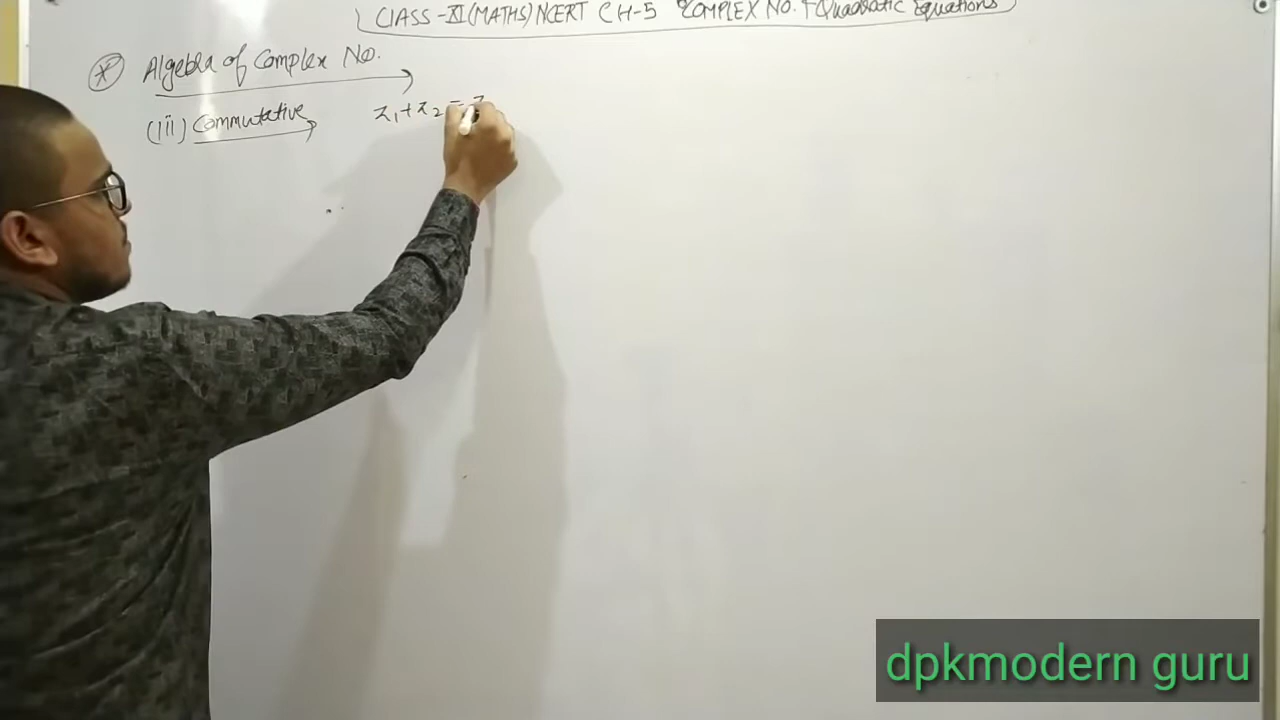 CLASS-XI (MATHS) NCERT CH-5 COMPLEX NO. + Quadratic Equations
* Algebra of Complex No.
(iii) Commutative z₁+z₂ = z
dpkmodern guru